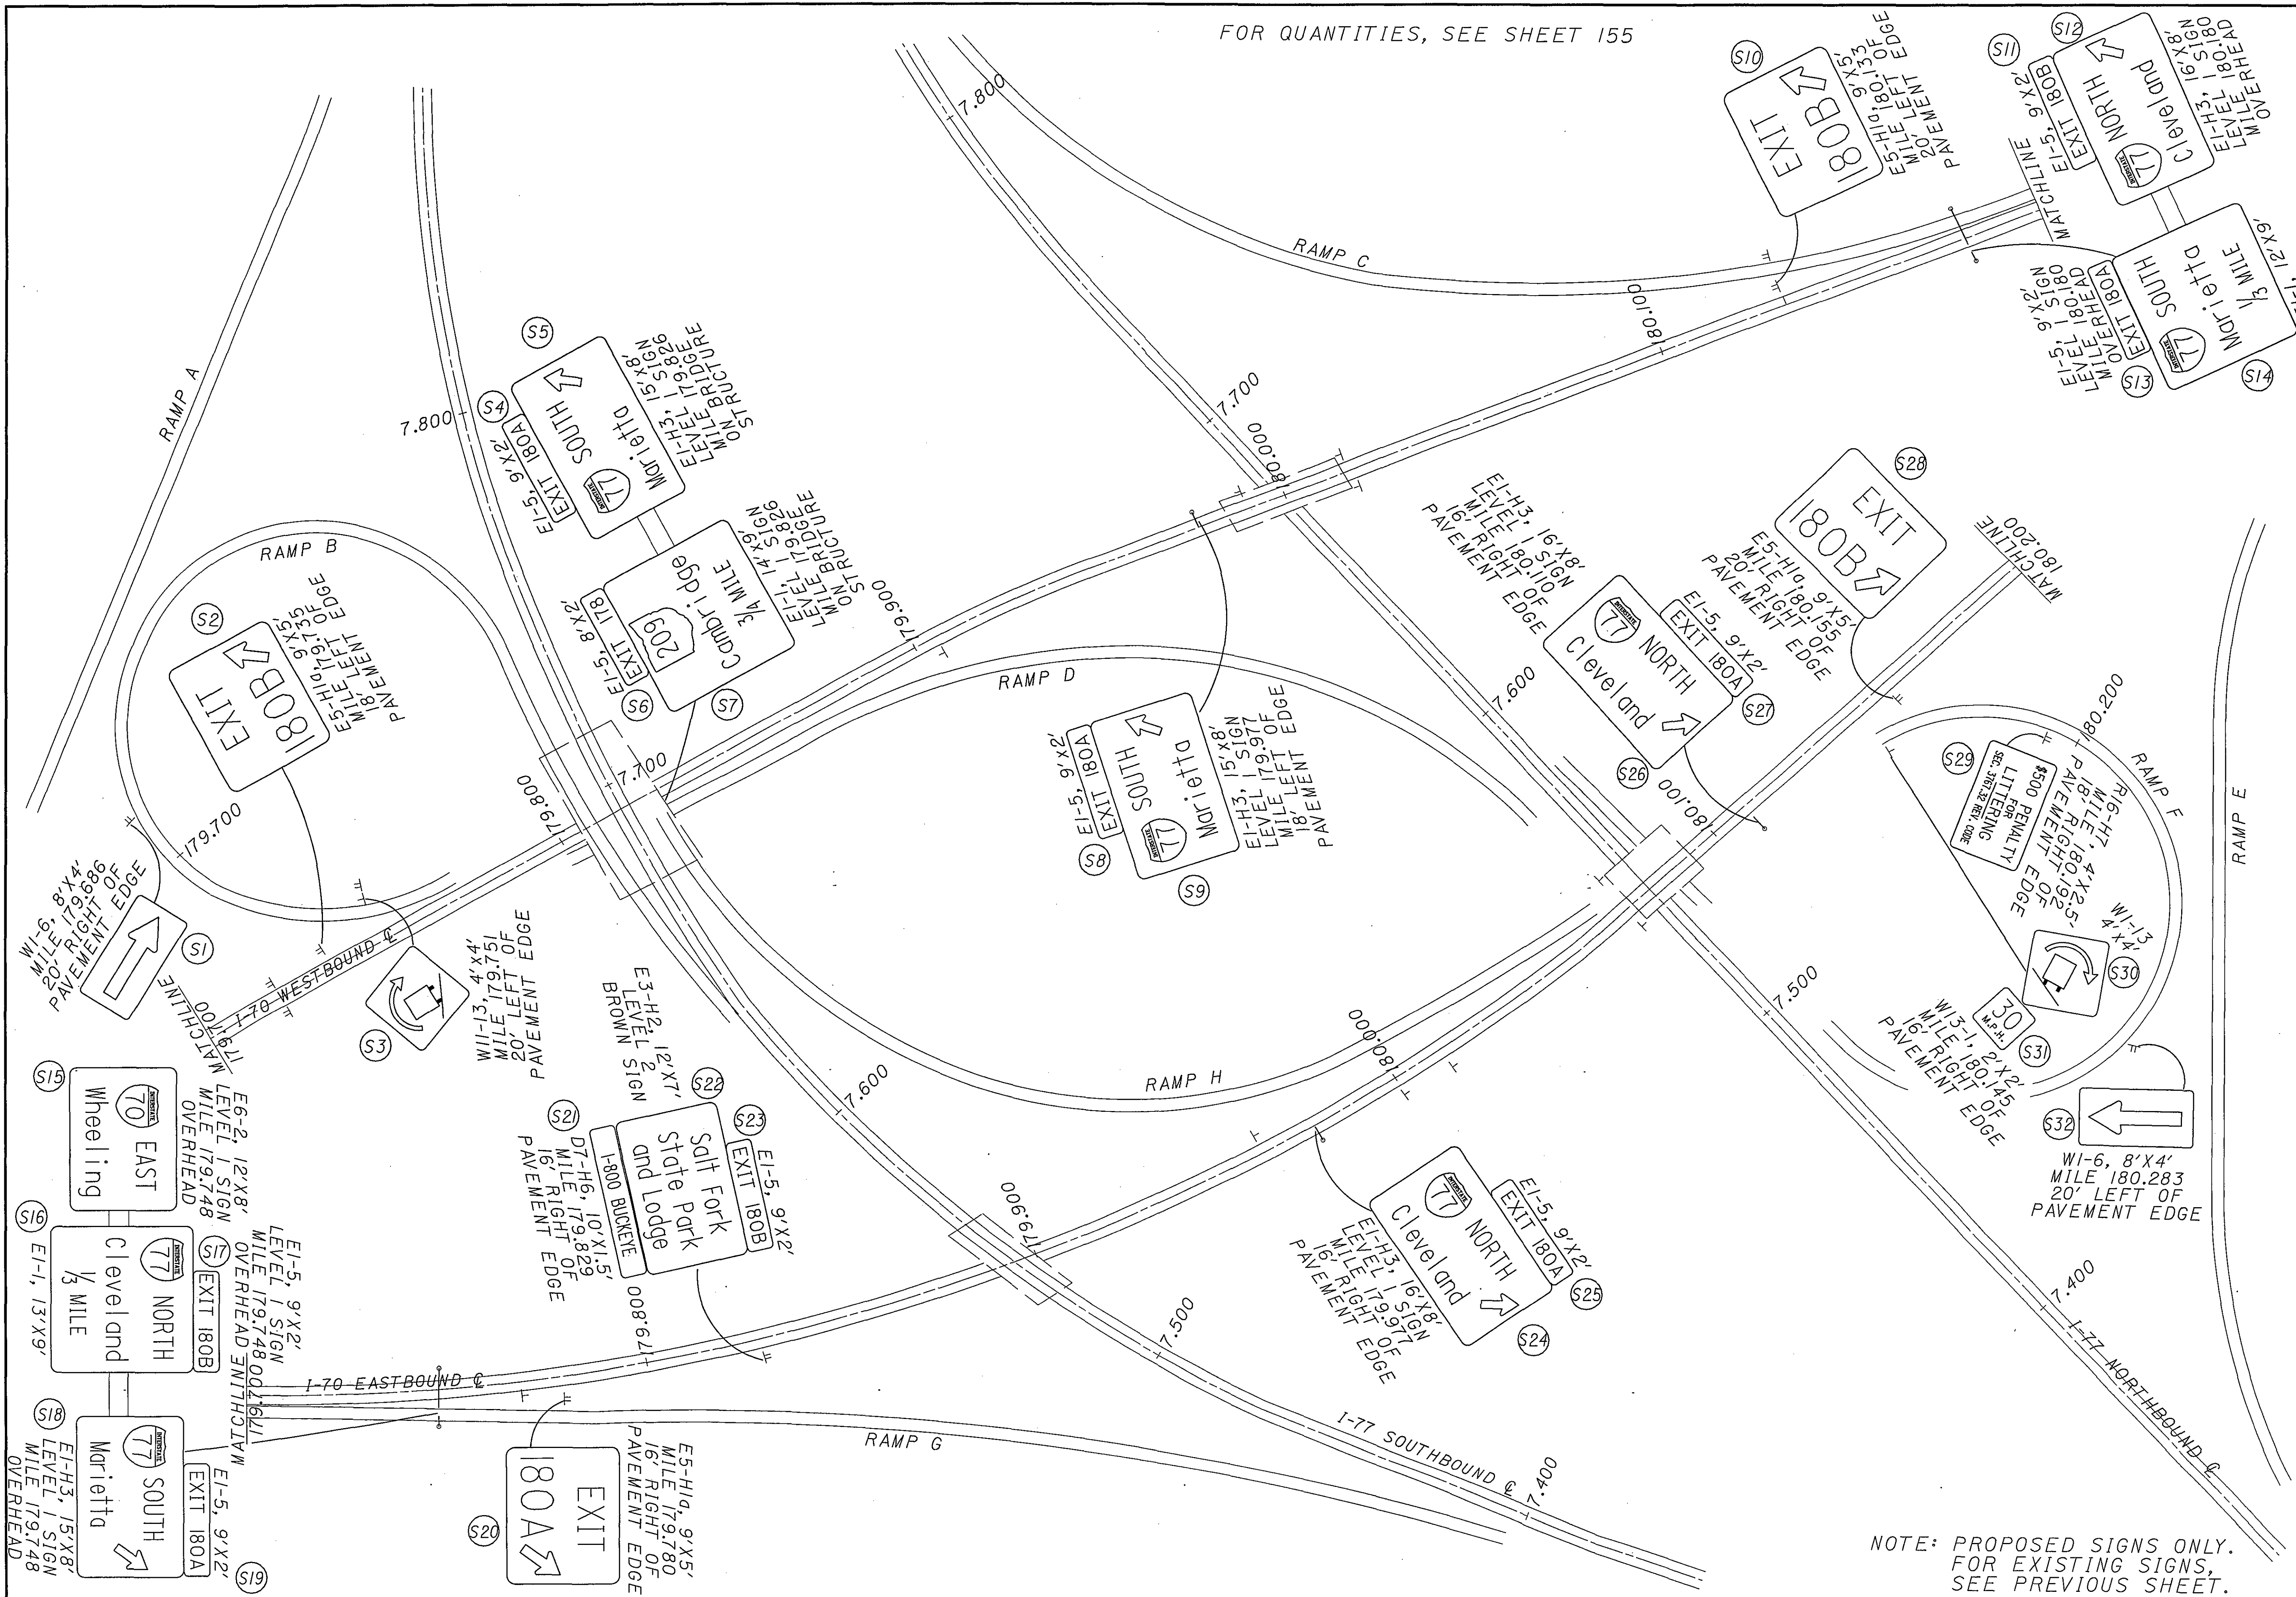 FOR QUANTITIES, SEE SHEET 155
S10
EXIT
180B
E5-H1a, 9'X5'
MILE 180.133
20' LEFT OF
PAVEMENT EDGE
S11
E1-5, 9'X2'
EXIT 180B
S12
INTERSTATE
77
NORTH
Cleveland
E1-H3, 16'X8'
LEVEL 1 SIGN
MILE 180.180
OVERHEAD
MATCHLINE
E1-5, 9'X2'
LEVEL 1 SIGN
MILE 180.180
OVERHEAD
EXIT 180A
S13
INTERSTATE
77
SOUTH
Marietta
1/3 MILE
12'X9'
S14
7.800
RAMP C
180.100
RAMP A
7.800
S5
SOUTH
INTERSTATE
77
Marietta
E1-H3, 15'X8'
LEVEL 1 SIGN
MILE 179.826
ON BRIDGE
STRUCTURE
S4
EXIT 180A
E1-5, 9'X2'
S7
209
Cambridge
3/4 MILE
E1-1, 14'X9'
LEVEL 1 SIGN
MILE 179.826
ON BRIDGE
STRUCTURE
E1-5, 8'X2'
EXIT 178
S6
7.700
180.000
179.900
RAMP D
RAMP B
S2
EXIT
180B
E5-H1a, 9'X5'
MILE 179.735
18' LEFT OF
PAVEMENT EDGE
7.700
179.800
179.700
W1-6, 8'X4'
MILE 179.686
20' RIGHT OF
PAVEMENT EDGE
S1
MATCHLINE
179.700
I-70 WESTBOUND ℄
S3
W11-13, 4'X4'
MILE 179.751
20' LEFT OF
PAVEMENT EDGE
E1-5, 9'X2'
EXIT 180A
S8
SOUTH
INTERSTATE
77
Marietta
S9
E1-H3, 15'X8'
LEVEL 1 SIGN
MILE 179.977
18' LEFT OF
PAVEMENT EDGE
E1-H3, 16'X8'
LEVEL 1 SIGN
MILE 180.110
16' RIGHT OF
PAVEMENT EDGE
INTERSTATE
77
NORTH
Cleveland
S26
E1-5, 9'X2'
EXIT 180A
S27
S28
EXIT
180B
E5-H1a, 9'X5'
MILE 180.155
20' RIGHT OF
PAVEMENT EDGE
MATCHLINE
180.200
7.600
180.100
180.200
RAMP F
RAMP E
S29
$500 PENALTY
FOR
LITTERING
SEC. 3767.32 REV. CODE
R16-H7, 4'X2.5'
MILE 180.192
18' RIGHT OF
PAVEMENT EDGE
W1-13
4'X4'
S30
30
M.P.H.
S31
W13-1, 2'X2'
MILE 180.145
16' RIGHT OF
PAVEMENT EDGE
S32
W1-6, 8'X4'
MILE 180.283
20' LEFT OF
PAVEMENT EDGE
7.500
7.400
I-77 NORTHBOUND ℄
RAMP H
180.000
7.600
E3-H2, 12'X7'
LEVEL 2
BROWN SIGN
S22
Salt Fork
State Park
and Lodge
E1-5, 9'X2'
EXIT 180B
S23
S21
1-800 BUCKEYE
D7-H6, 10'X1.5'
MILE 179.829
16' RIGHT OF
PAVEMENT EDGE
179.900
179.800
7.500
INTERSTATE
77
NORTH
Cleveland
S24
E1-5, 9'X2'
EXIT 180A
S25
E1-H3, 16'X8'
LEVEL 1 SIGN
MILE 179.977
16' RIGHT OF
PAVEMENT EDGE
I-77 SOUTHBOUND ℄
7.400
S15
INTERSTATE
70
EAST
Wheeling
E6-2, 12'X8'
LEVEL 1 SIGN
MILE 179.748
OVERHEAD
S16
INTERSTATE
77
NORTH
Cleveland
1/3 MILE
E1-1, 13'X9'
S17
EXIT 180B
E1-5, 9'X2'
LEVEL 1 SIGN
MILE 179.748
OVERHEAD
MATCHLINE
179.700
I-70 EASTBOUND ℄
RAMP G
S18
INTERSTATE
77
SOUTH
Marietta
E1-H3, 15'X8'
LEVEL 1 SIGN
MILE 179.748
OVERHEAD
E1-5, 9'X2'
EXIT 180A
S19
S20
EXIT
180A
E5-H1a, 9'X5'
MILE 179.780
16' RIGHT OF
PAVEMENT EDGE
NOTE: PROPOSED SIGNS ONLY.
FOR EXISTING SIGNS,
SEE PREVIOUS SHEET.